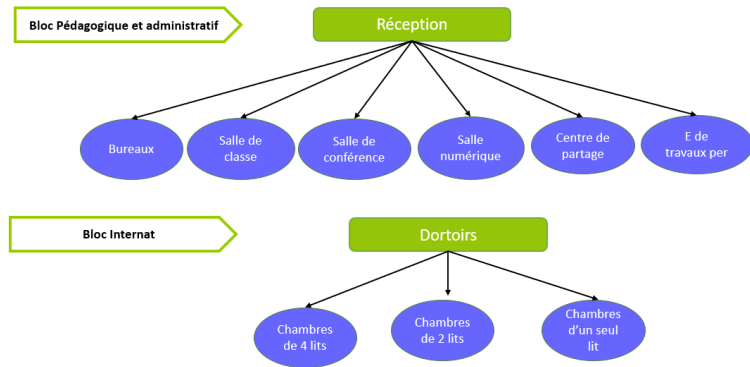 Bloc Pédagogique et administratif
Réception
Bureaux
Salle de
classe
Salle de
conférence
Salle
numérique
Centre de
partage
E de
travaux per
Bloc Internat
Dortoirs
Chambres
de 4 lits
Chambres
de 2 lits
Chambres
d'un seul
lit